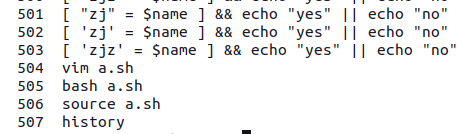 501 [ "zj" = $name ] && echo "yes" || echo "no"
502 [ 'zj' = $name ] && echo "yes" || echo "no"
503 [ 'zjz' = $name ] && echo "yes" || echo "no"
504 vim a.sh
505 bash a.sh
506 source a.sh
507 history